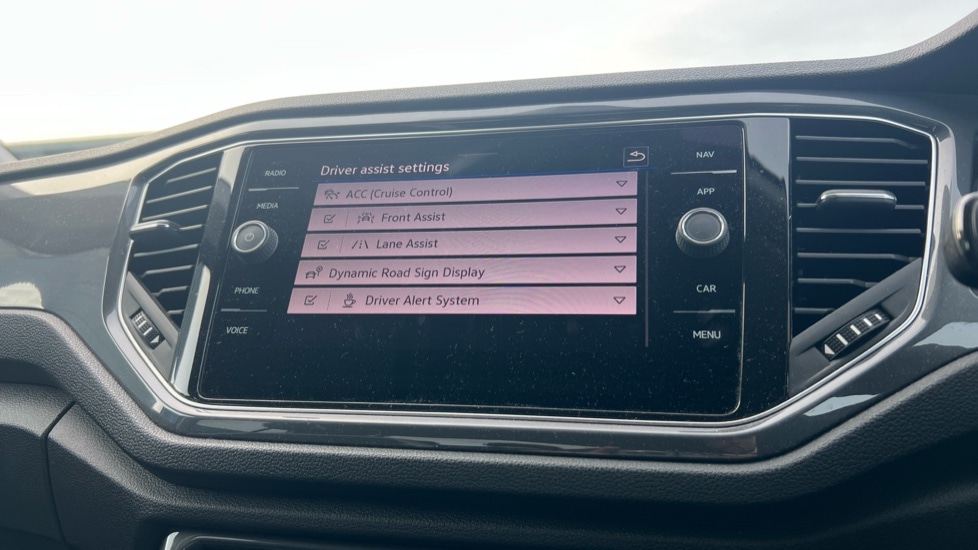 RADIO
MEDIA
PHONE
VOICE
Driver assist settings
ACC (Cruise Control)
Front Assist
Lane Assist
Dynamic Road Sign Display
Driver Alert System
NAV
APP
CAR
MENU